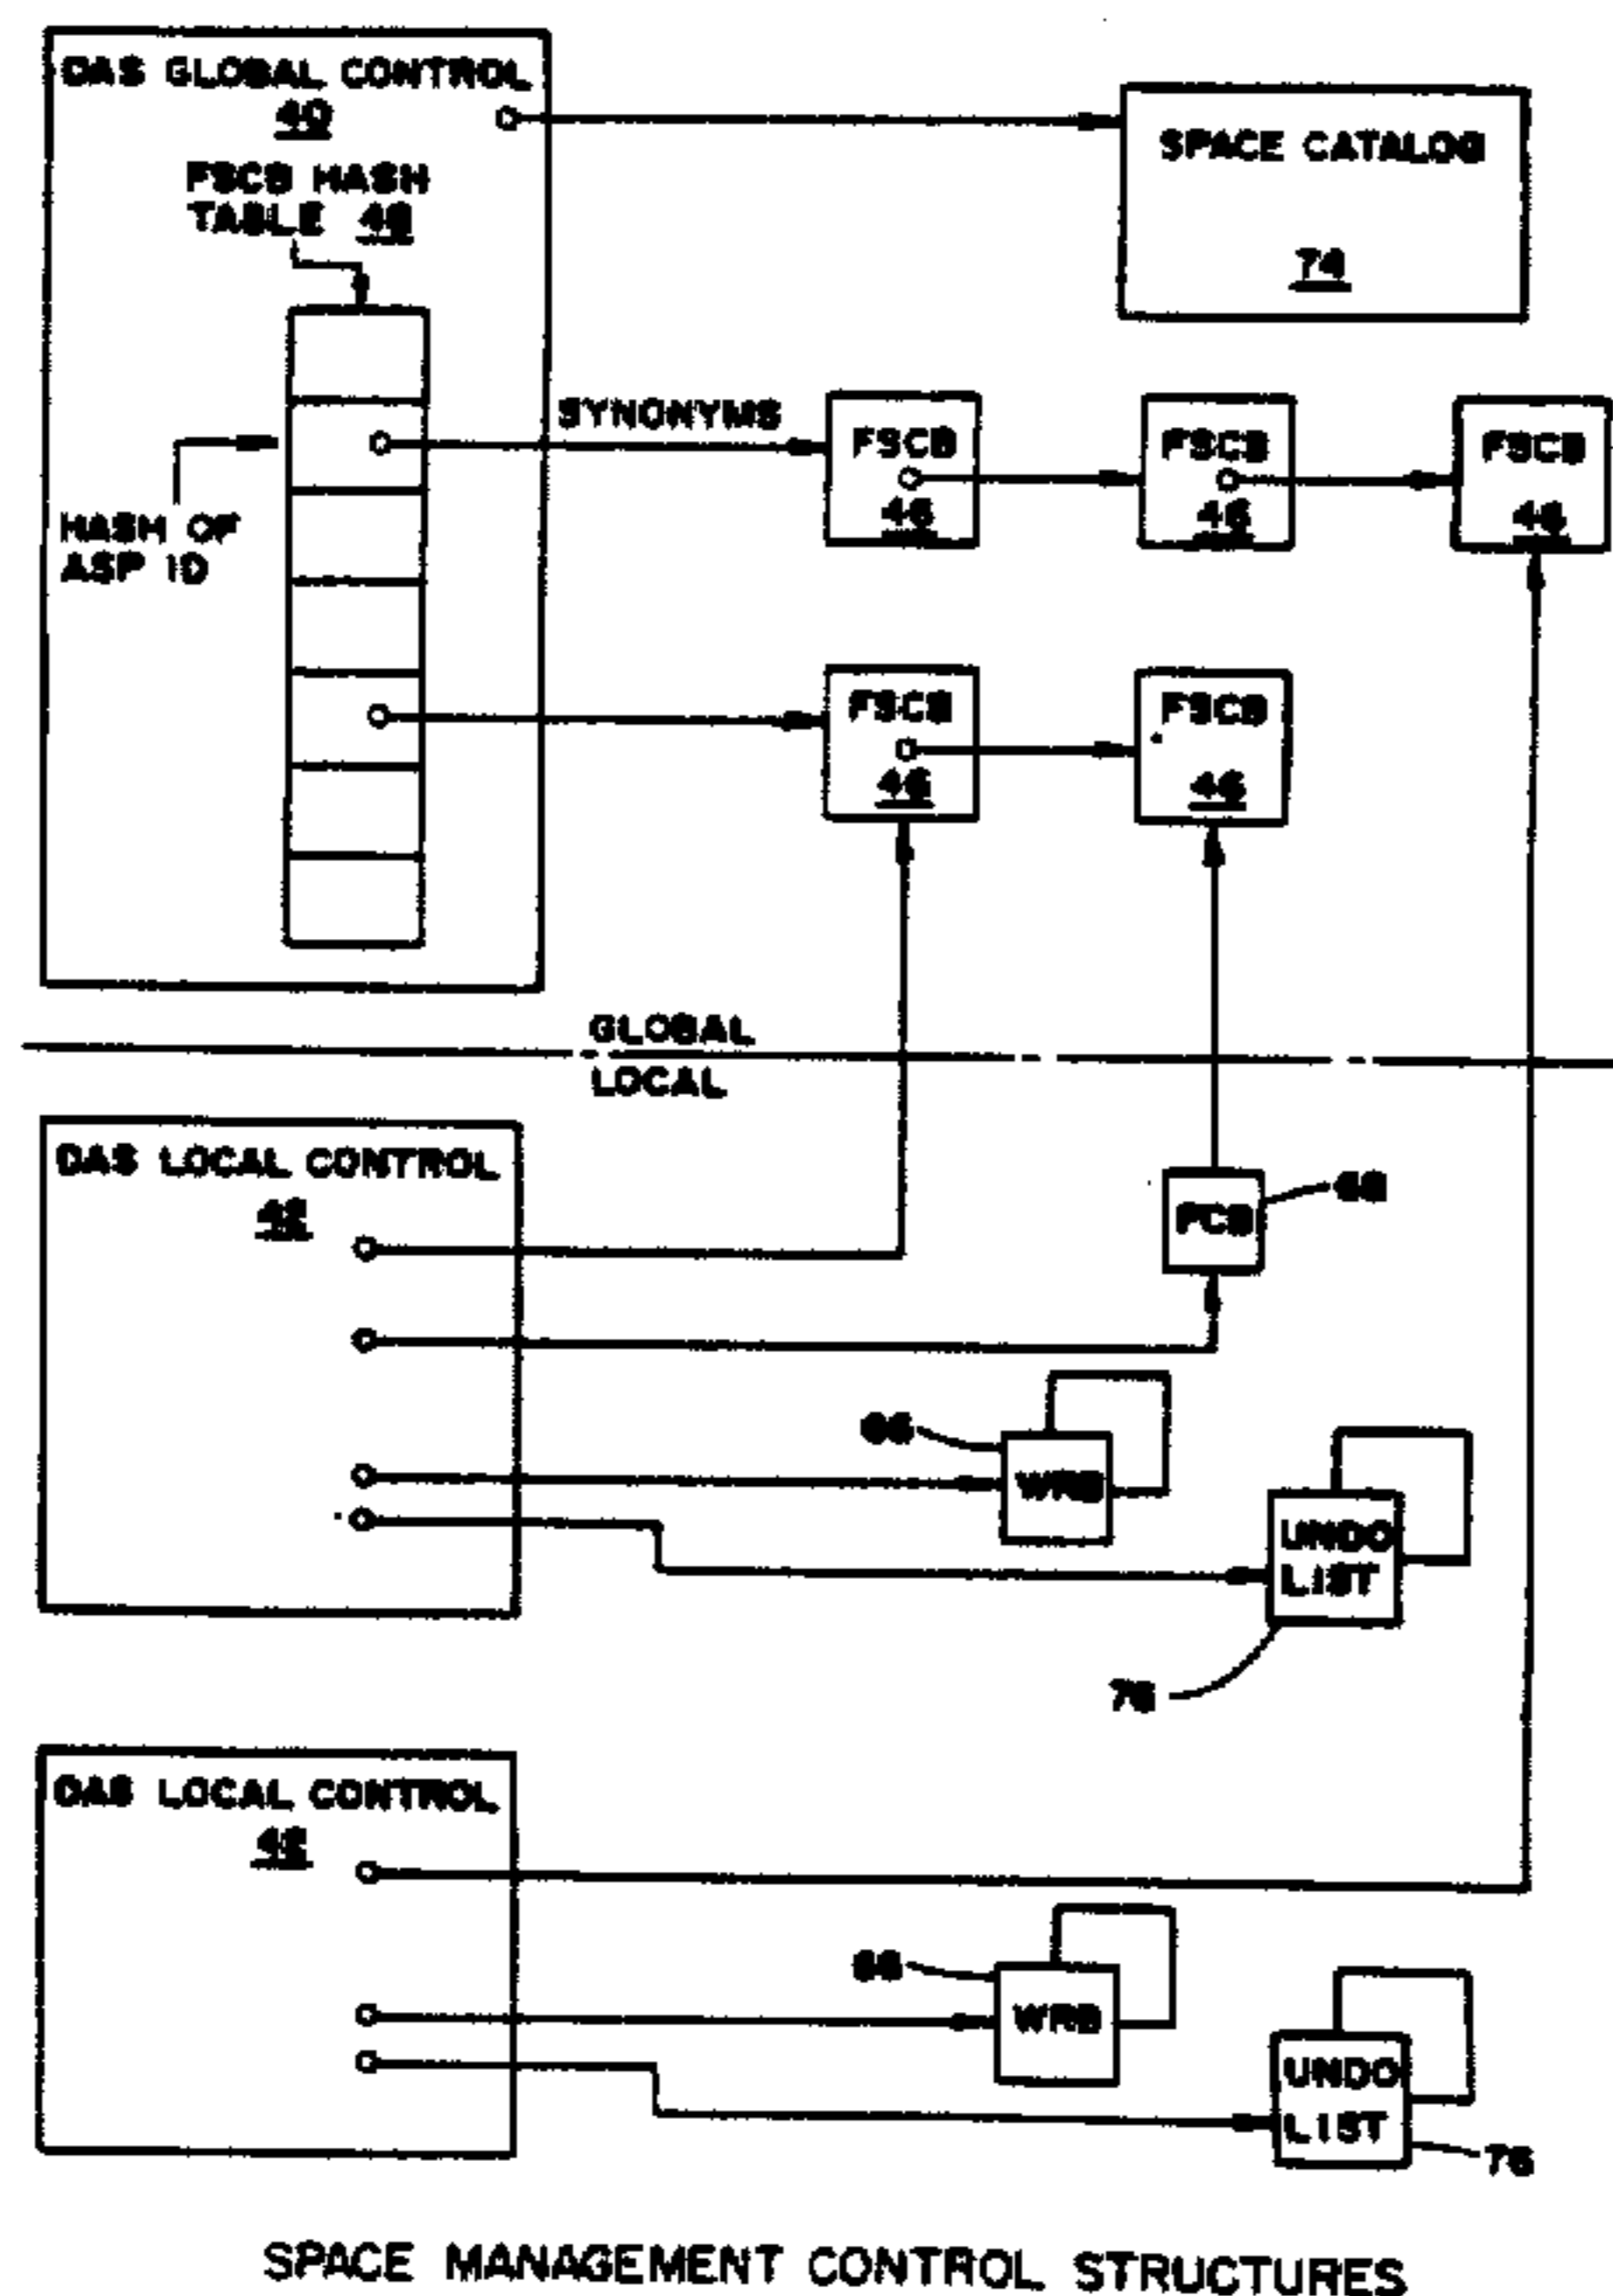 DAS GLOBAL CONTROL
40
FSCB HASH
TABLE 48
SPACE CATALOG
74
SYNONYMS
FSCB
46
FSCB
46
FSCB
46
HASH OF
ASP ID
FSCB
46
FSCB
46
GLOBAL
LOCAL
DAS LOCAL CONTROL
42
FCB
WRB
UNDO
LIST
76
DAS LOCAL CONTROL
42
WRB
UNDO
LIST
76
SPACE MANAGEMENT CONTROL STRUCTURES